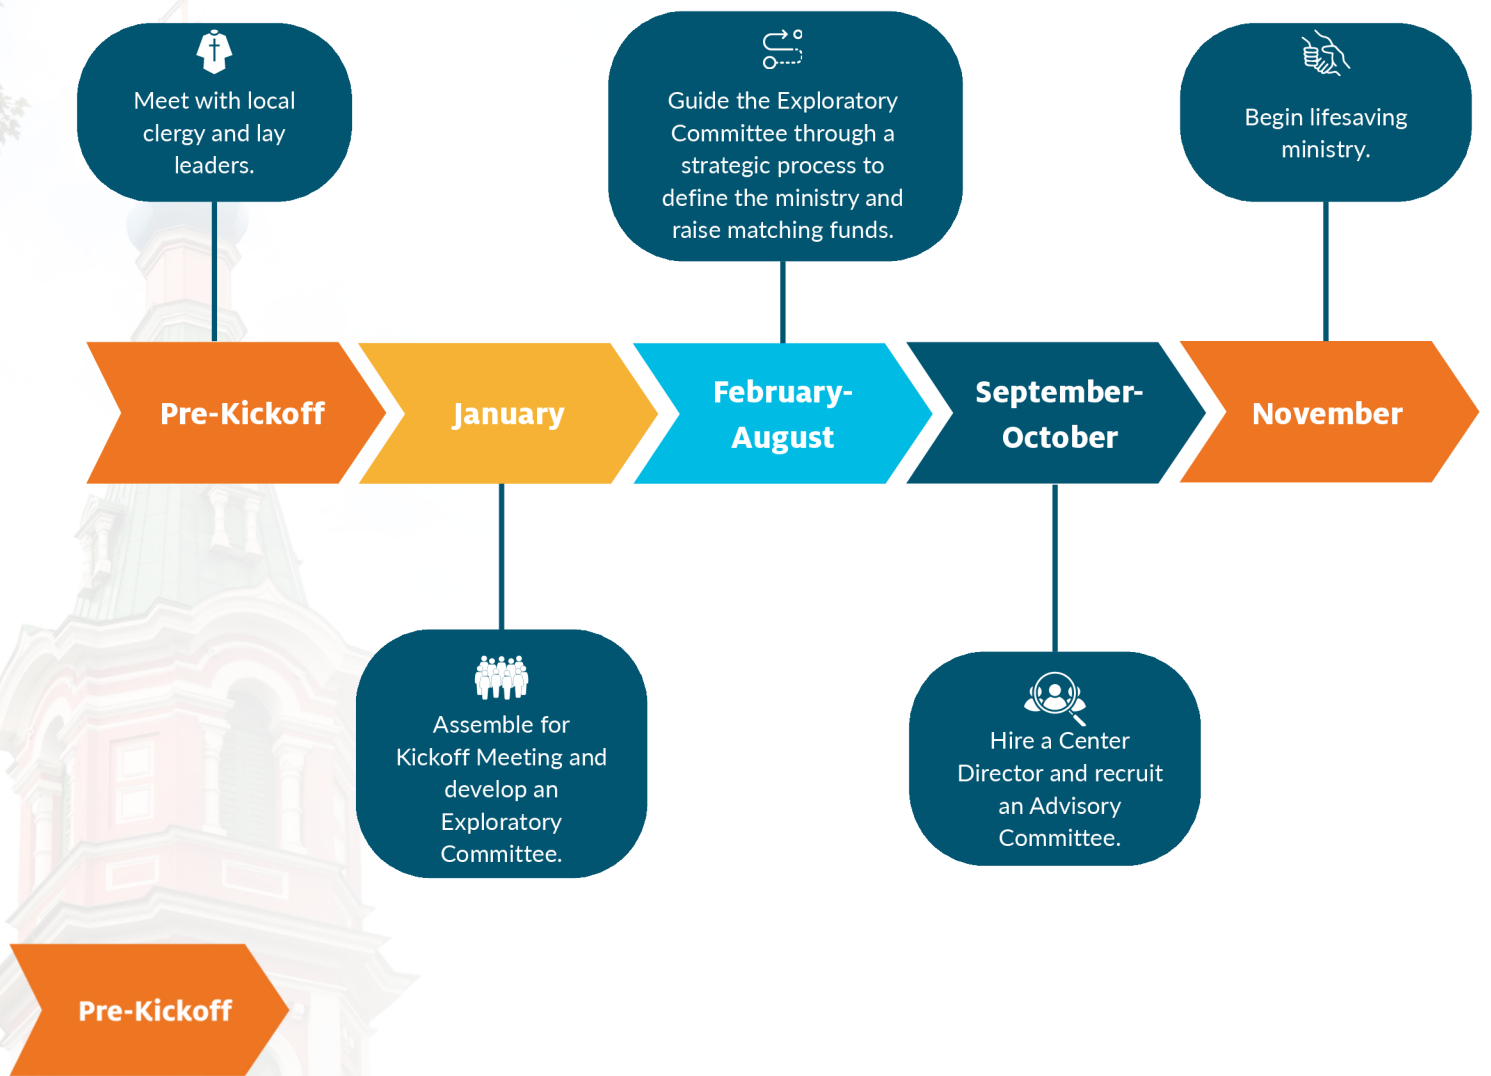 Meet with local
clergy and lay
leaders.
Guide the Exploratory
Committee through a
strategic process to
define the ministry and
raise matching funds.
Begin lifesaving
ministry.
Pre-Kickoff
January
February-
August
September-
October
November
Assemble for
Kickoff Meeting and
develop an
Exploratory
Committee.
Hire a Center
Director and recruit
an Advisory
Committee.
Pre-Kickoff